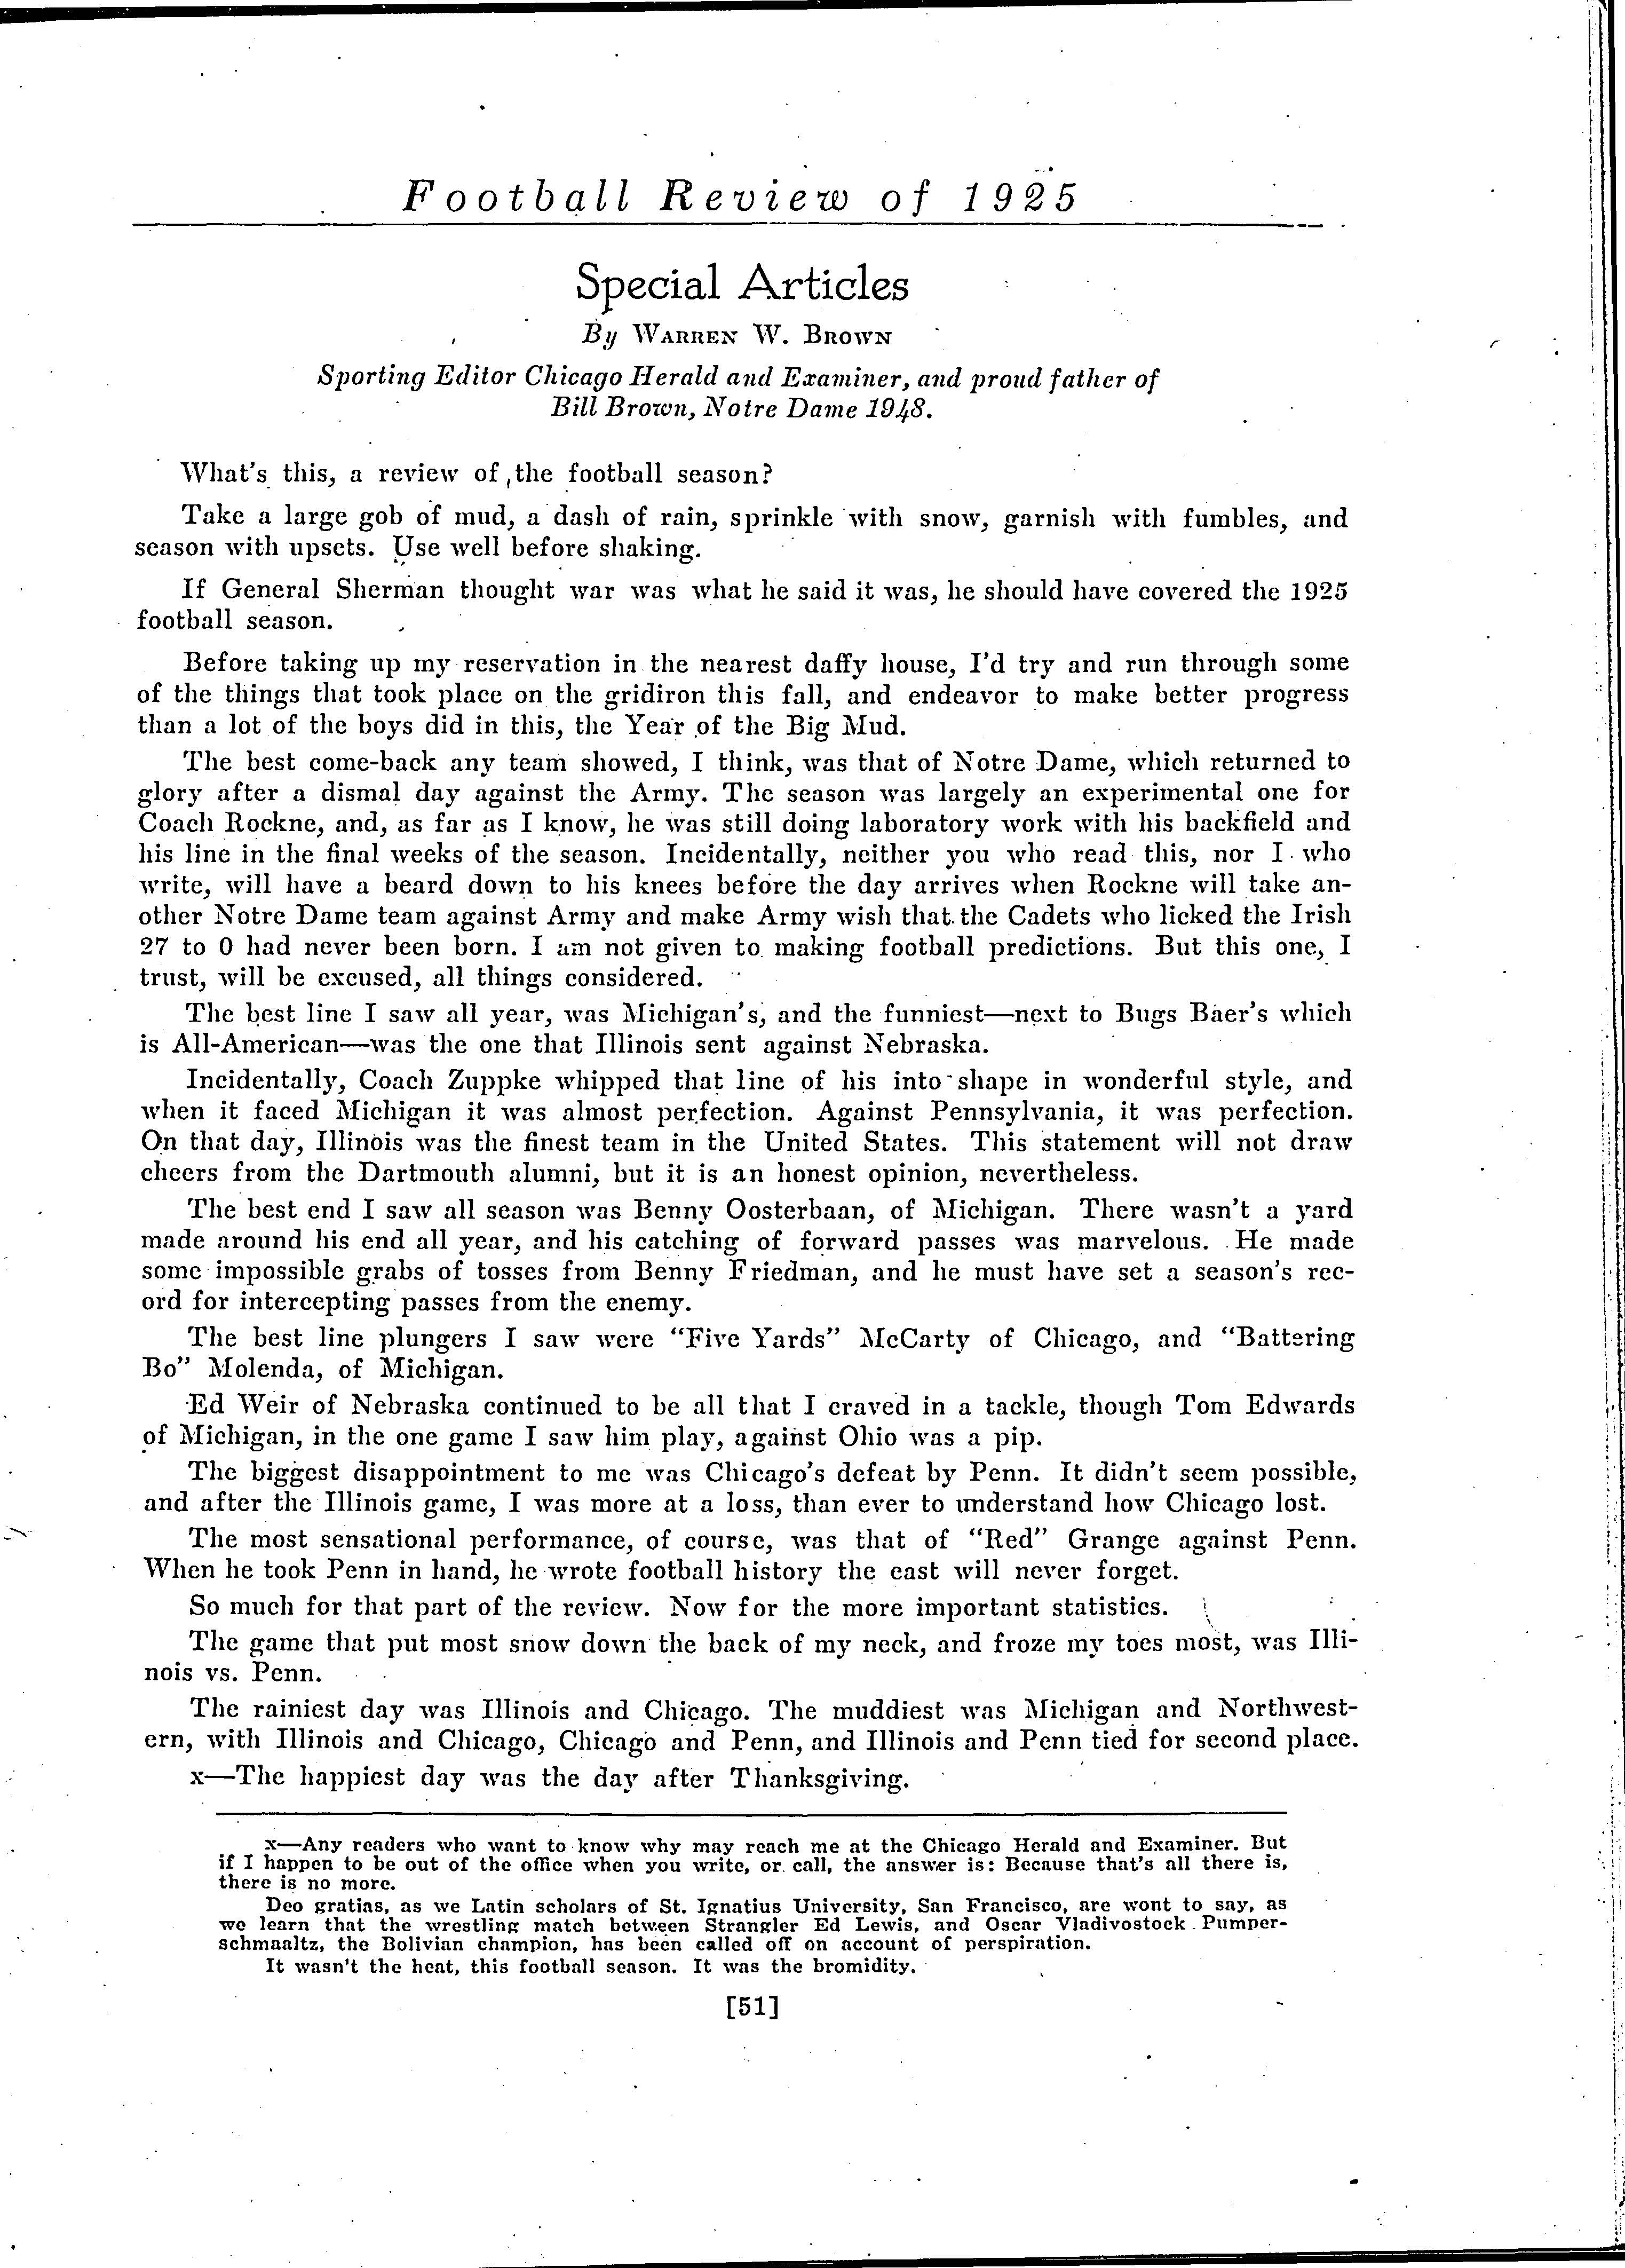 Football Review of 1925
Special Articles
By WARREN W. BROWN
Sporting Editor Chicago Herald and Examiner, and proud father of
Bill Brown, Notre Dame 1948.
What's this, a review of the football season?
Take a large gob of mud, a dash of rain, sprinkle with snow, garnish with fumbles, and
season with upsets. Use well before shaking.
If General Sherman thought war was what he said it was, he should have covered the 1925
football season.
Before taking up my reservation in the nearest daffy house, I'd try and run through some
of the things that took place on the gridiron this fall, and endeavor to make better progress
than a lot of the boys did in this, the Year of the Big Mud.
The best come-back any team showed, I think, was that of Notre Dame, which returned to
glory after a dismal day against the Army. The season was largely an experimental one for
Coach Rockne, and, as far as I know, he was still doing laboratory work with his backfield and
his line in the final weeks of the season. Incidentally, neither you who read this, nor I who
write, will have a beard down to his knees before the day arrives when Rockne will take an-
other Notre Dame team against Army and make Army wish that the Cadets who licked the Irish
27 to 0 had never been born. I am not given to making football predictions. But this one, I
trust, will be excused, all things considered.
The best line I saw all year, was Michigan's, and the funniest—next to Bugs Baer's which
is All-American—was the one that Illinois sent against Nebraska.
Incidentally, Coach Zuppke whipped that line of his into shape in wonderful style, and
when it faced Michigan it was almost perfection. Against Pennsylvania, it was perfection.
On that day, Illinois was the finest team in the United States. This statement will not draw
cheers from the Dartmouth alumni, but it is an honest opinion, nevertheless.
The best end I saw all season was Benny Oosterbaan, of Michigan. There wasn't a yard
made around his end all year, and his catching of forward passes was marvelous. He made
some impossible grabs of tosses from Benny Friedman, and he must have set a season's rec-
ord for intercepting passes from the enemy.
The best line plungers I saw were "Five Yards" McCarty of Chicago, and "Battering
Bo" Molenda, of Michigan.
Ed Weir of Nebraska continued to be all that I craved in a tackle, though Tom Edwards
of Michigan, in the one game I saw him play, against Ohio was a pip.
The biggest disappointment to me was Chicago's defeat by Penn. It didn't seem possible,
and after the Illinois game, I was more at a loss, than ever to understand how Chicago lost.
The most sensational performance, of course, was that of "Red" Grange against Penn.
When he took Penn in hand, he wrote football history the east will never forget.
So much for that part of the review. Now for the more important statistics.
The game that put most snow down the back of my neck, and froze my toes most, was Illi-
nois vs. Penn.
The rainiest day was Illinois and Chicago. The muddiest was Michigan and Northwest-
ern, with Illinois and Chicago, Chicago and Penn, and Illinois and Penn tied for second place.
x—The happiest day was the day after Thanksgiving.
x—Any readers who want to know why may reach me at the Chicago Herald and Examiner. But
if I happen to be out of the office when you write, or call, the answer is: Because that's all there is,
there is no more.
Deo gratias, as we Latin scholars of St. Ignatius University, San Francisco, are wont to say, as
we learn that the wrestling match between Strangler Ed Lewis, and Oscar Vladivostock Pumper-
schmaaltz, the Bolivian champion, has been called off on account of perspiration.
It wasn't the heat, this football season. It was the bromidity.
[51]